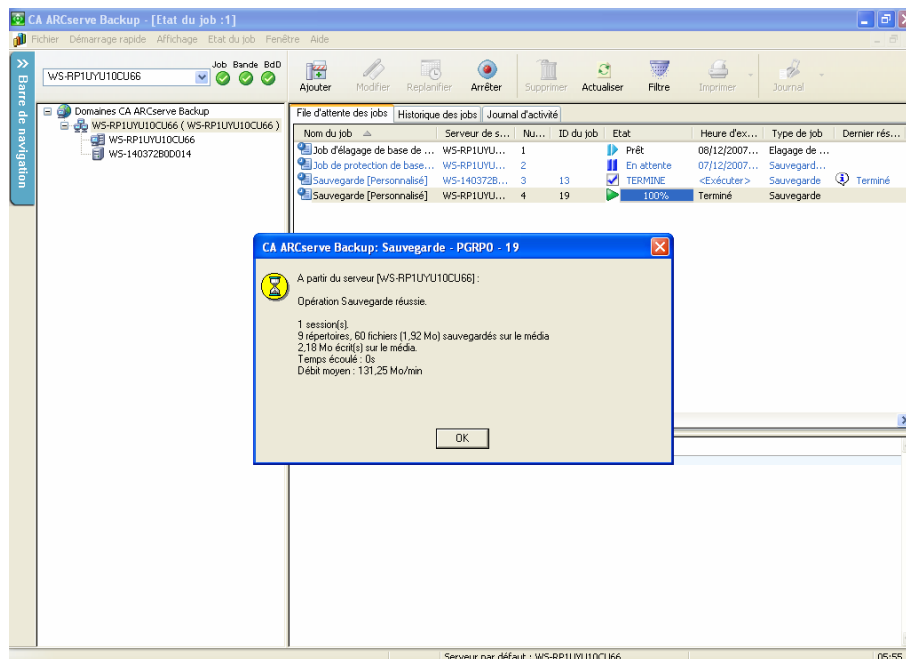 CA ARCserve Backup - [Etat du job :1]
Fichier Démarrage rapide Affichage Etat du job Fenêtre Aide
Barre de navigation
Job Bande BdD
WS-RP1UYU10CU66
Ajouter Modifier Replanifier Arrêter Supprimer Actualiser Filtre Imprimer Journal
Domaines CA ARCserve Backup
WS-RP1UYU10CU66 ( WS-RP1UYU10CU66 )
WS-RP1UYU10CU66
WS-140372B0D014
File d'attente des jobs Historique des jobs Journal d'activité
Nom du job Serveur de s... Nu... ID du job Etat Heure d'ex... Type de job Dernier rés...
Job d'élagage de base de ... WS-RP1UYU... 1 Prêt 08/12/2007... Elagage de ...
Job de protection de base... WS-RP1UYU... 2 En attente 07/12/2007... Sauvegard...
Sauvegarde [Personnalisé] WS-140372B... 3 13 TERMINE <Exécuter> Sauvegarde Terminé
Sauvegarde [Personnalisé] WS-RP1UYU... 4 19 100% Terminé Sauvegarde
CA ARCserve Backup: Sauvegarde - PGRP0 - 19
A partir du serveur [WS-RP1UYU10CU66] :
Opération Sauvegarde réussie.
1 session(s).
9 répertoires, 60 fichiers (1,92 Mo) sauvegardés sur le média
2,18 Mo écrit(s) sur le média.
Temps écoulé : 0s
Débit moyen : 131,25 Mo/min
OK
Serveur par défaut : WS-RP1UYU10CU66 05:55